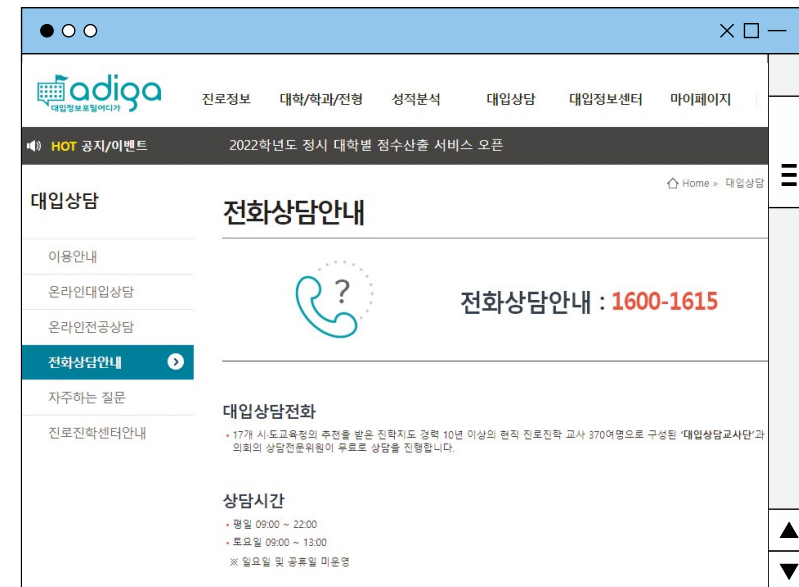 adiga
대입정보포털어디가
진로정보 대학/학과/전형 성적분석 대입상담 대입정보센터 마이페이지
HOT 공지/이벤트 2022학년도 정시 대학별 점수산출 서비스 오픈
Home > 대입상담
대입상담
이용안내
온라인대입상담
온라인전공상담
전화상담안내
자주하는 질문
진로진학센터안내
전화상담안내
?
전화상담안내 : 1600-1615
대입상담전화
• 17개 시·도교육청의 추천을 받은 진학지도 경력 10년 이상의 현직 진로진학 교사 370여명으로 구성된 '대입상담교사단'과
의회의 상담전문위원이 무료로 상담을 진행합니다.
상담시간
• 평일 09:00 ~ 22:00
• 토요일 09:00 ~ 13:00
※ 일요일 및 공휴일 미운영